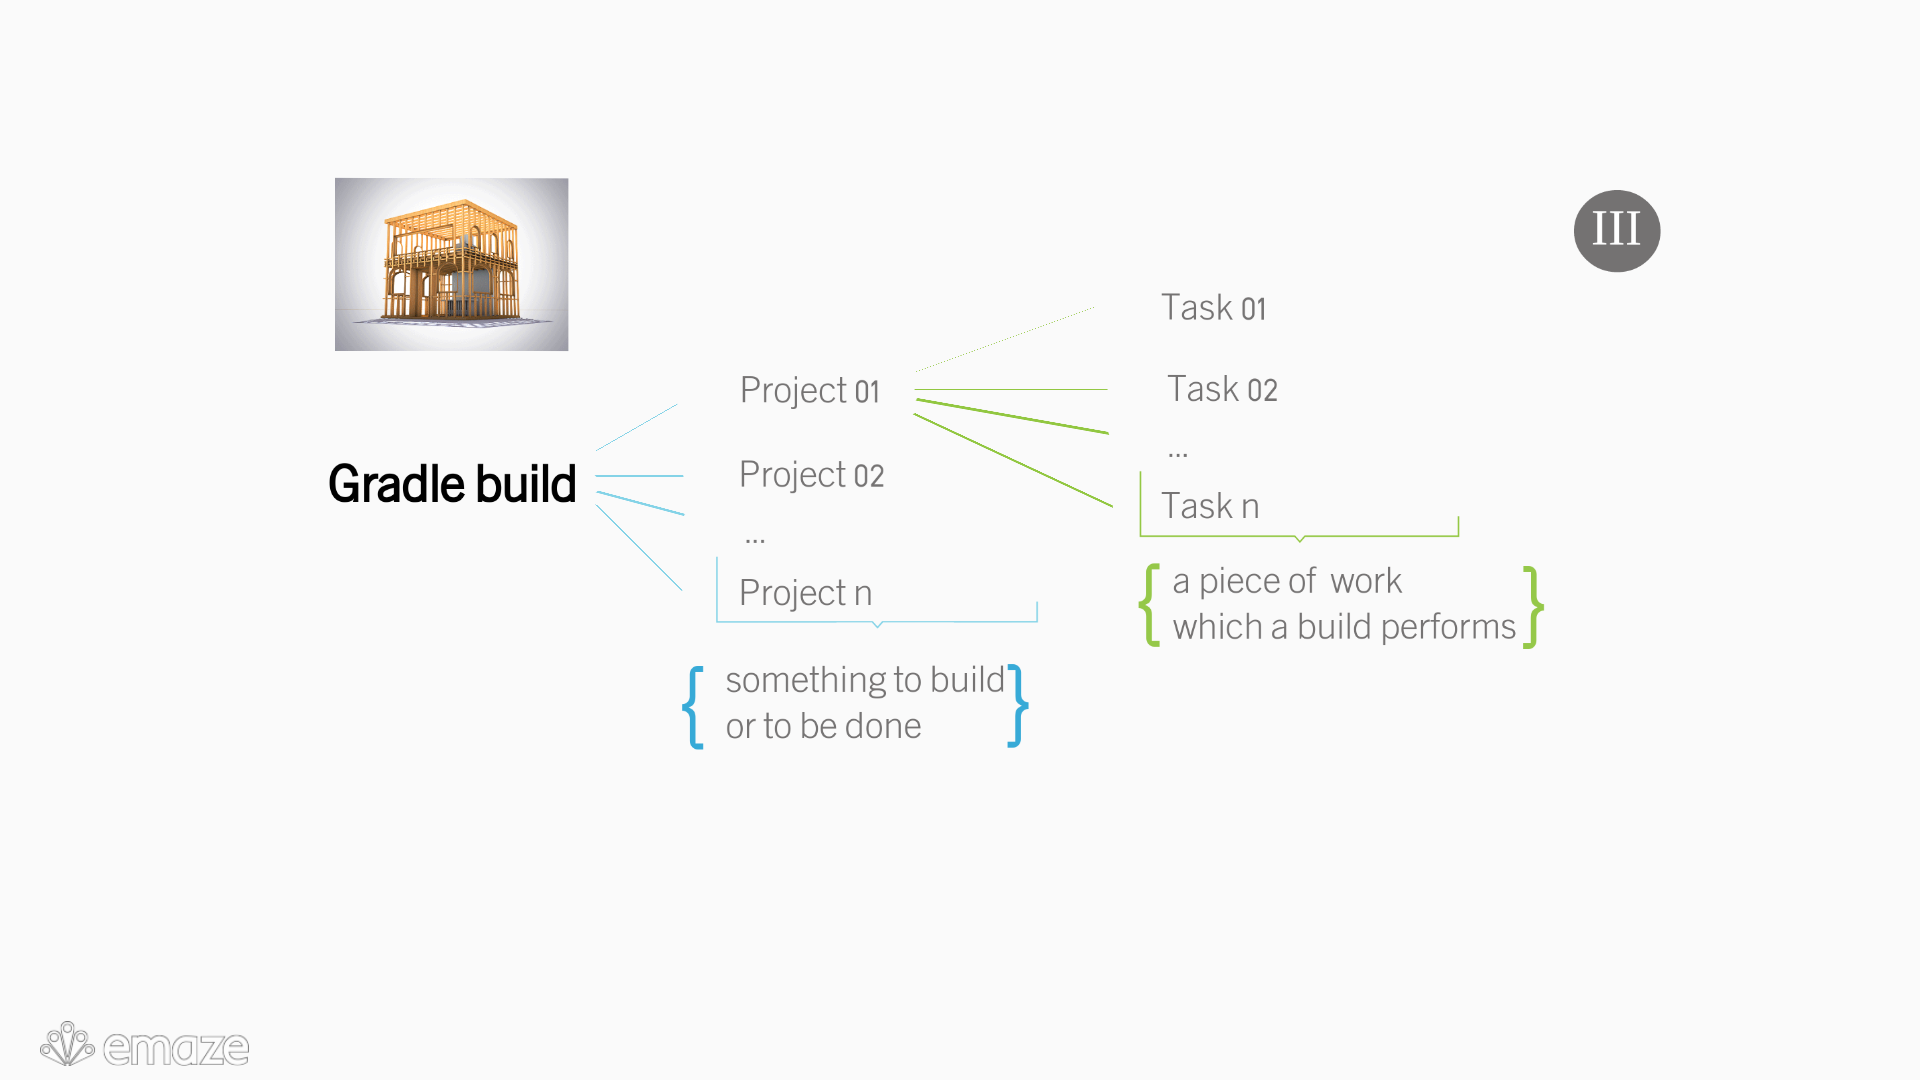 III
Gradle build
Project 01
Project 02
...
Project n
something to build
or to be done
Task 01
Task 02
...
Task n
a piece of work
which a build performs
emaze